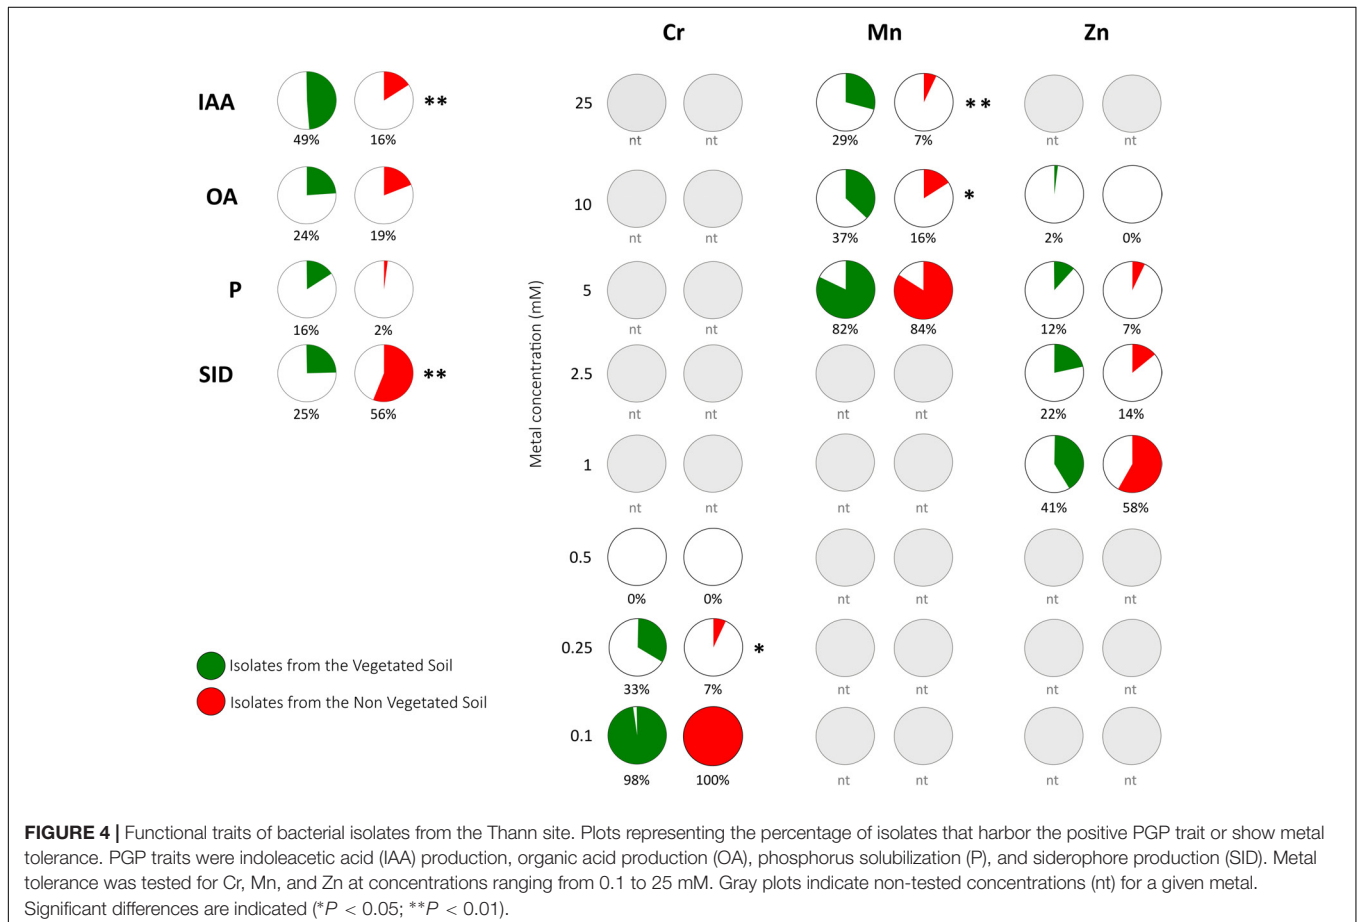 Cr Mn Zn
IAA ** 25 **
49% 16% nt nt 29% 7% nt nt
OA 10 *
24% 19% nt nt 37% 16% 2% 0%
P 5
16% 2% nt nt 82% 84% 12% 7%
SID ** 2.5
25% 56% nt nt nt nt 22% 14%
Metal concentration (mM)
1
nt nt nt nt 41% 58%
0.5
0% 0% nt nt nt nt
0.25 *
33% 7% nt nt nt nt
0.1
98% 100% nt nt nt nt
Isolates from the Vegetated Soil
Isolates from the Non Vegetated Soil
FIGURE 4 | Functional traits of bacterial isolates from the Thann site. Plots representing the percentage of isolates that harbor the positive PGP trait or show metal
tolerance. PGP traits were indoleacetic acid (IAA) production, organic acid production (OA), phosphorus solubilization (P), and siderophore production (SID). Metal
tolerance was tested for Cr, Mn, and Zn at concentrations ranging from 0.1 to 25 mM. Gray plots indicate non-tested concentrations (nt) for a given metal.
Significant differences are indicated (*P < 0.05; **P < 0.01).